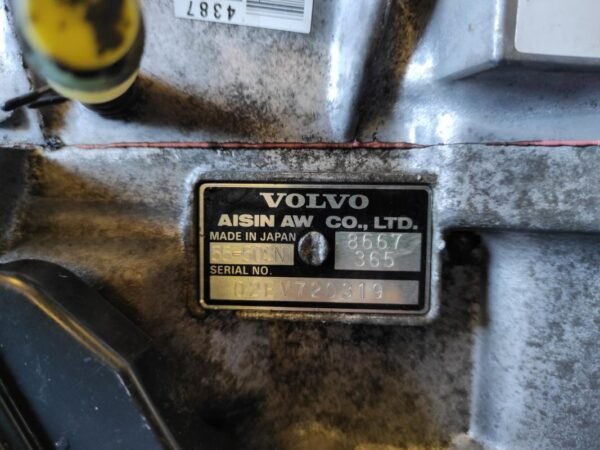 4387
VOLVO
AISIN AW CO., LTD.
MADE IN JAPAN
8667
365
SERIAL NO.